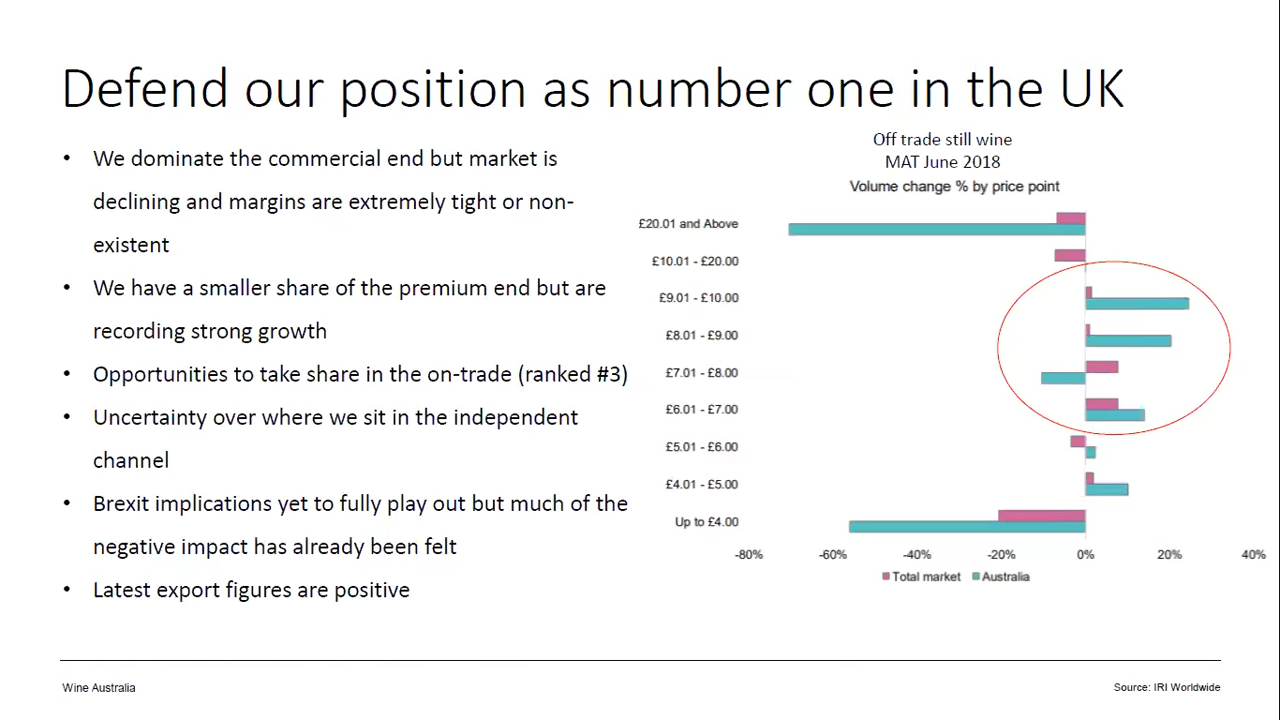 Defend our position as number one in the UK
• We dominate the commercial end but market is
declining and margins are extremely tight or non-
existent
• We have a smaller share of the premium end but are
recording strong growth
• Opportunities to take share in the on-trade (ranked #3)
• Uncertainty over where we sit in the independent
channel
• Brexit implications yet to fully play out but much of the
negative impact has already been felt
• Latest export figures are positive
Off trade still wine
MAT June 2018
Volume change % by price point
£20.01 and Above
£10.01 - £20.00
£9.01 - £10.00
£8.01 - £9.00
£7.01 - £8.00
£6.01 - £7.00
£5.01 - £6.00
£4.01 - £5.00
Up to £4.00
-80% -60% -40% -20% 0% 20% 40%
Total market Australia
Wine Australia
Source: IRI Worldwide